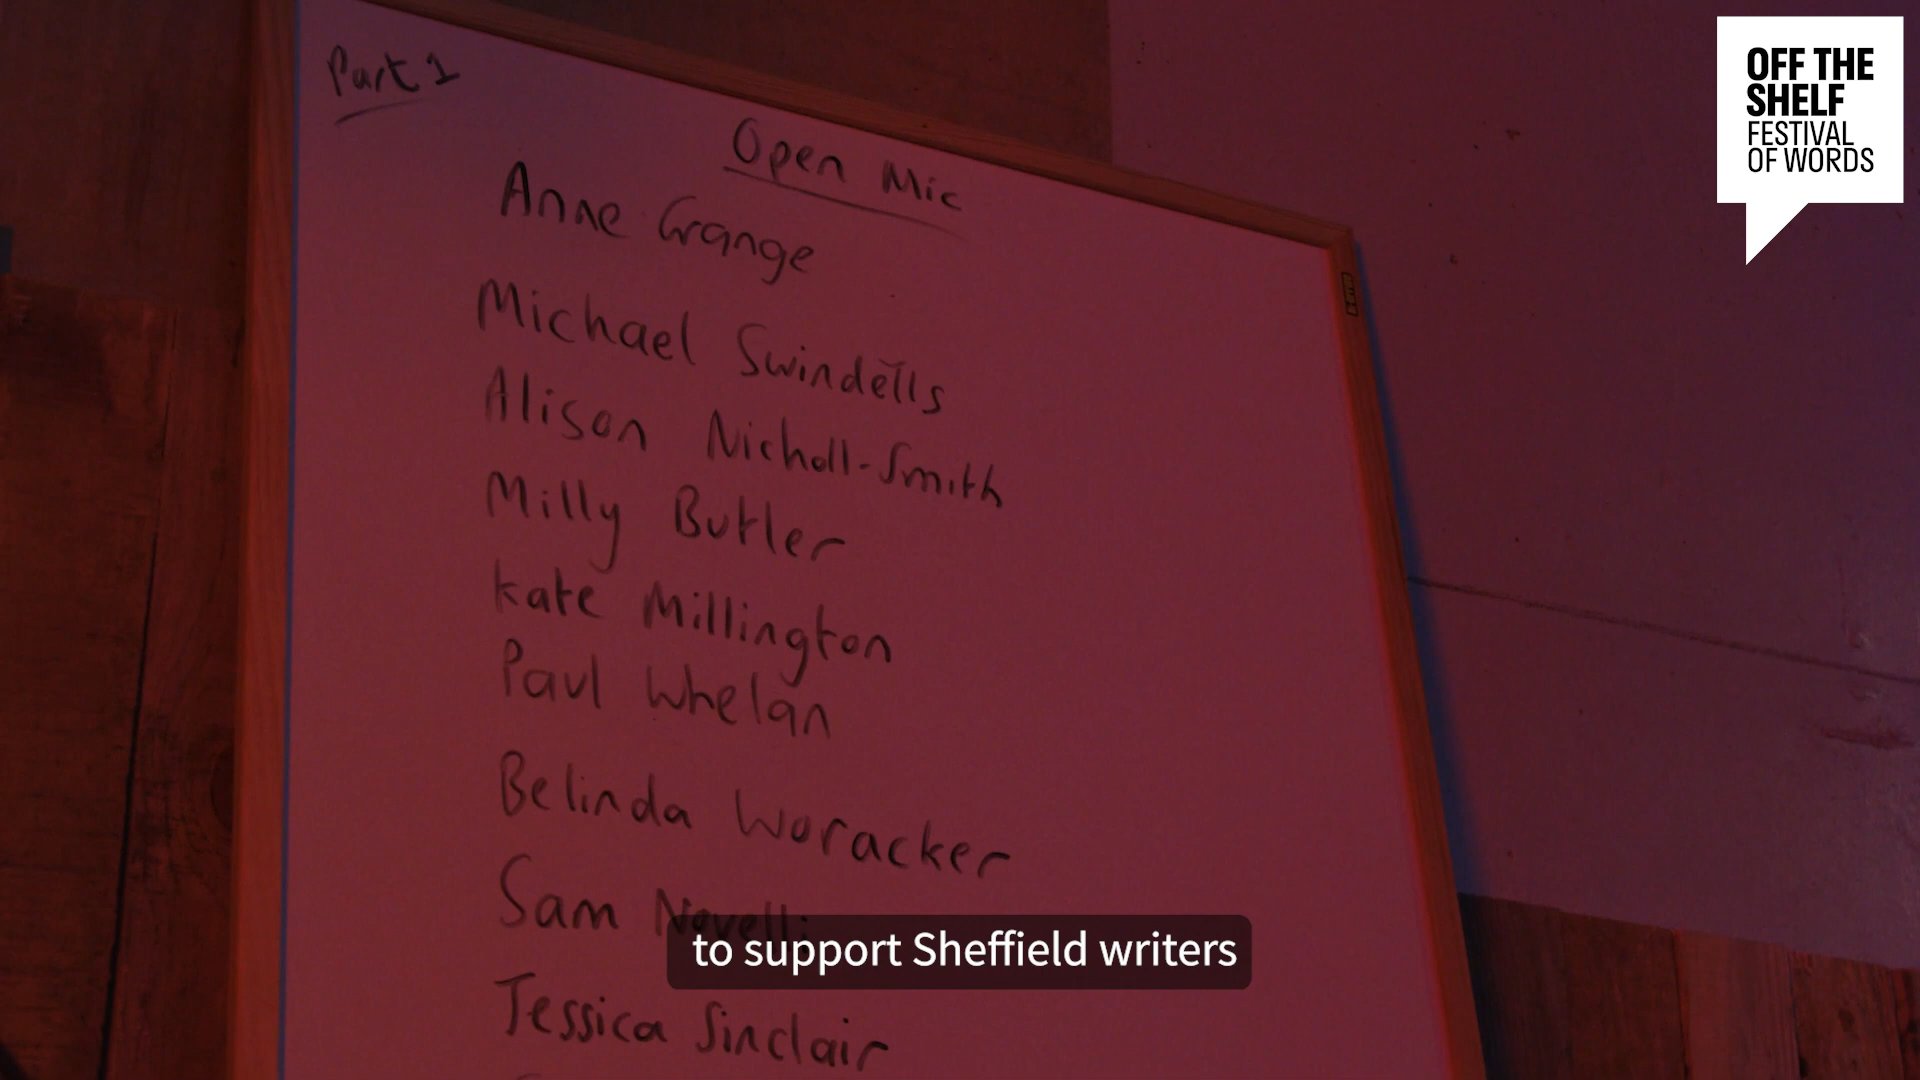 Part 1
Open Mic
Anne Grange
Michael Swindells
Alison Nicholl-Smith
Milly Butler
Kate Millington
Paul Whelan
Belinda Woracker
Sam Novelli
Jessica Sinclair
to support Sheffield writers
OFF THE
SHELF
FESTIVAL
OF WORDS